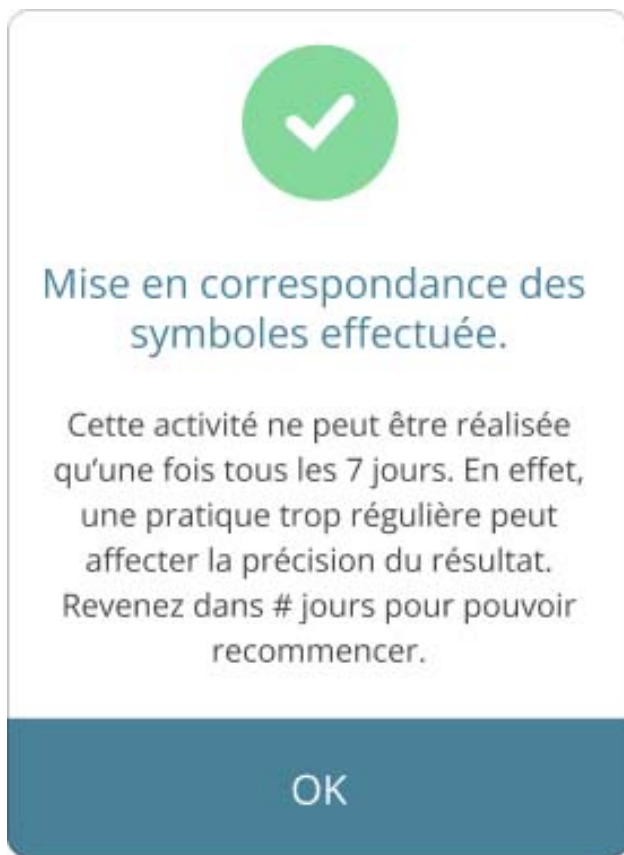 Mise en correspondance des
symboles effectuée.
Cette activité ne peut être réalisée
qu'une fois tous les 7 jours. En effet,
une pratique trop régulière peut
affecter la précision du résultat.
Revenez dans # jours pour pouvoir
recommencer.
OK